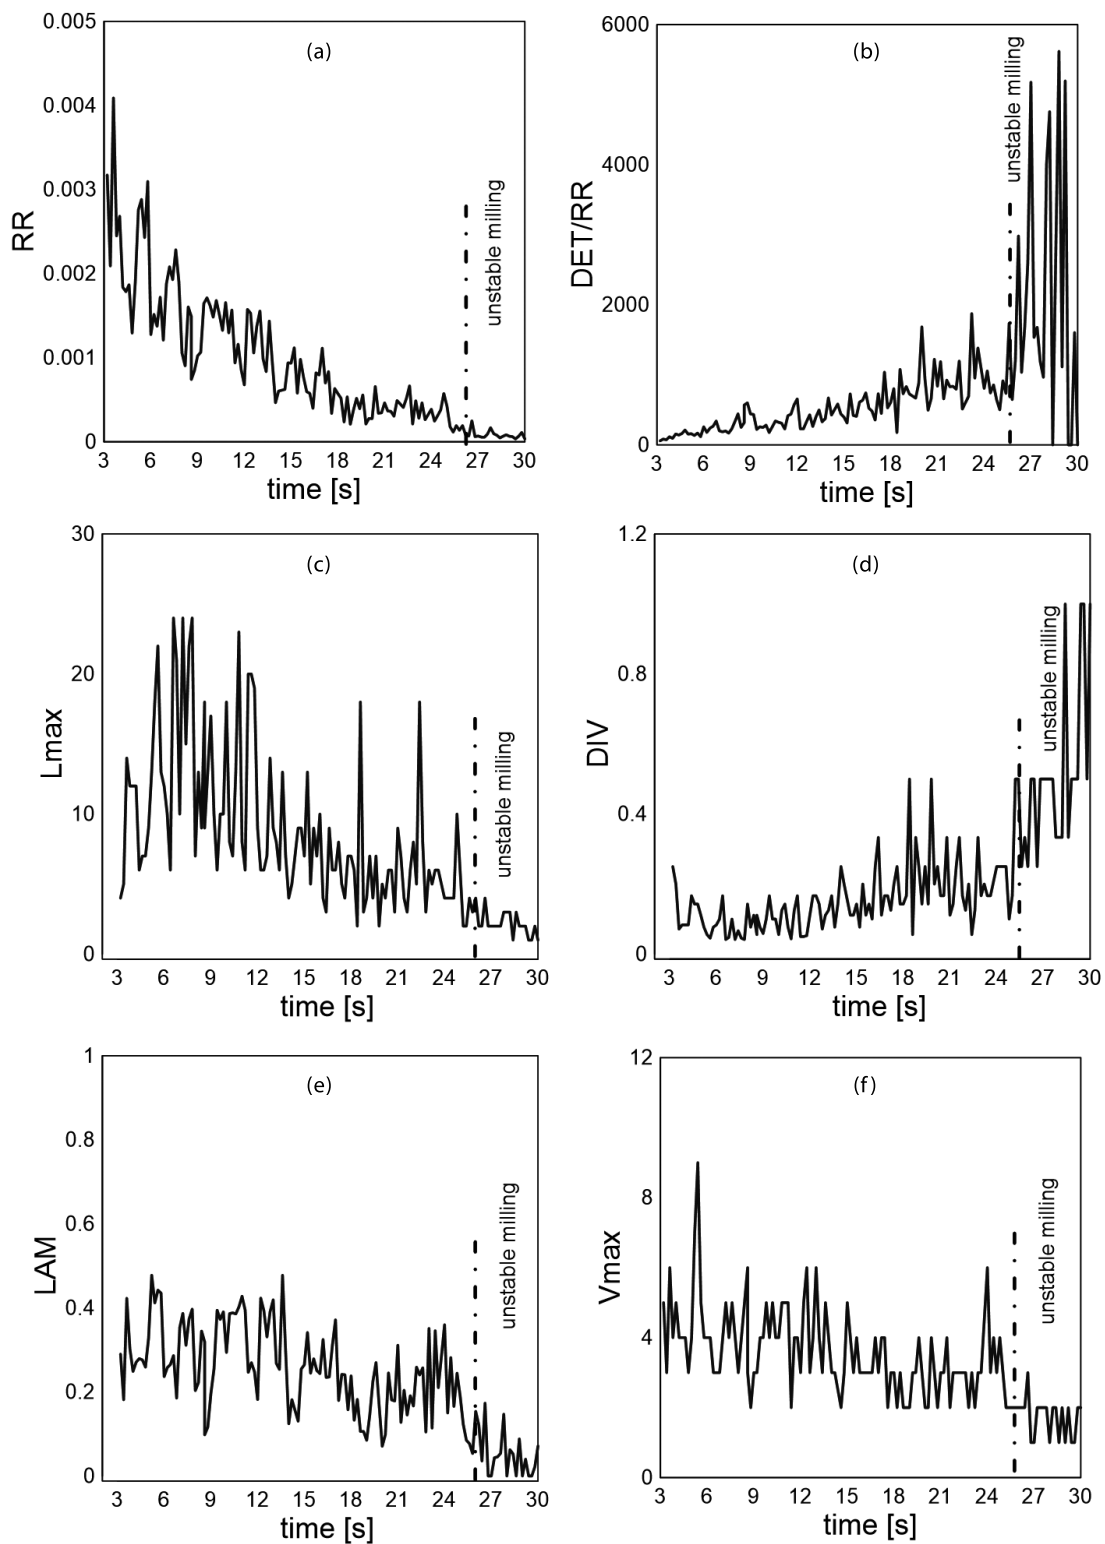 0.005
0.004
0.003
0.002
0.001
0
RR
(a)
unstable milling
3 6 9 12 15 18 21 24 27 30
time [s]
6000
4000
2000
0
DET/RR
(b)
unstable milling
3 6 9 12 15 18 21 24 27 30
time [s]
30
20
10
0
Lmax
(c)
unstable milling
3 6 9 12 15 18 21 24 27 30
time [s]
1.2
0.8
0.4
0
DIV
(d)
unstable milling
3 6 9 12 15 18 21 24 27 30
time [s]
1
0.8
0.6
0.4
0.2
0
LAM
(e)
unstable milling
3 6 9 12 15 18 21 24 27 30
time [s]
12
8
4
0
Vmax
(f)
unstable milling
3 6 9 12 15 18 21 24 27 30
time [s]